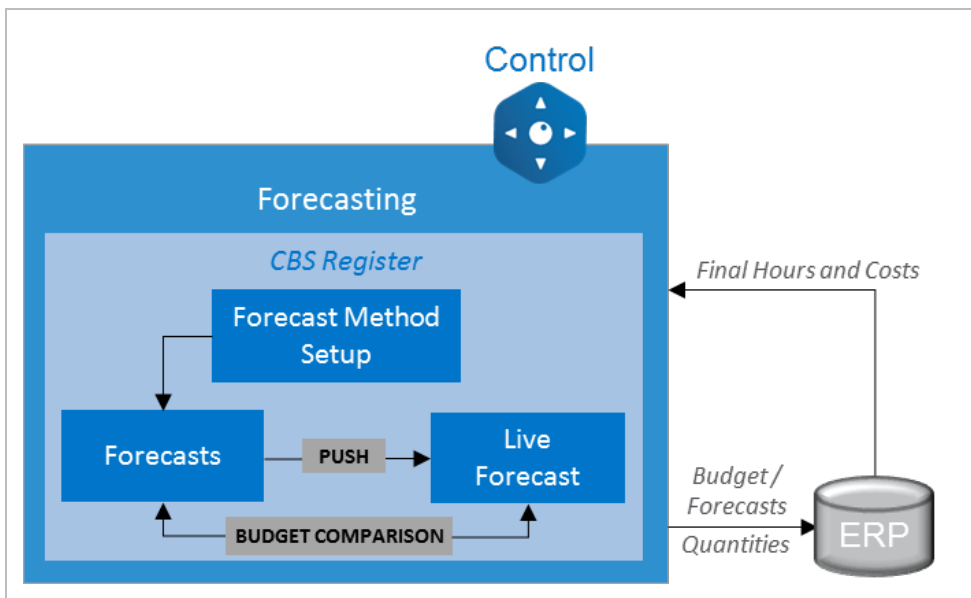 Control
Forecasting
CBS Register
Final Hours and Costs
Forecast Method
Setup
Forecasts
PUSH
Live
Forecast
Budget /
Forecasts
Quantities
BUDGET COMPARISON
ERP